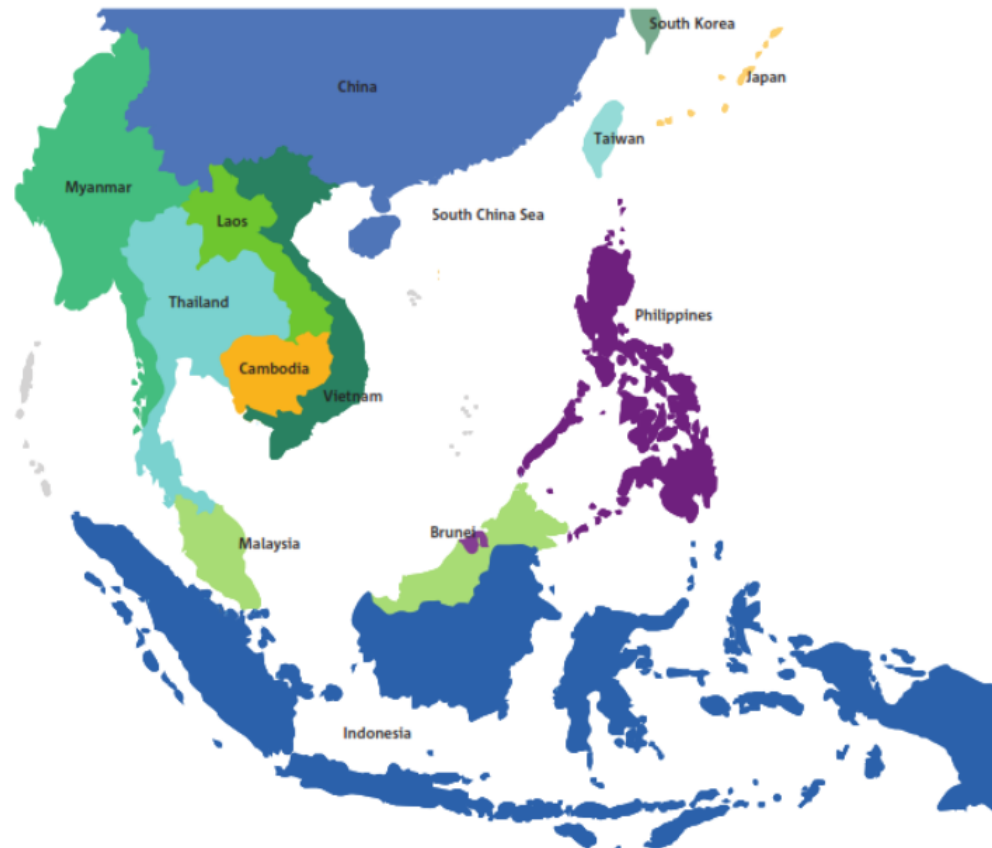 South Korea
Japan
China
Taiwan
Myanmar
South China Sea
Laos
Thailand
Philippines
Cambodia
Vietnam
Brunei
Malaysia
Indonesia